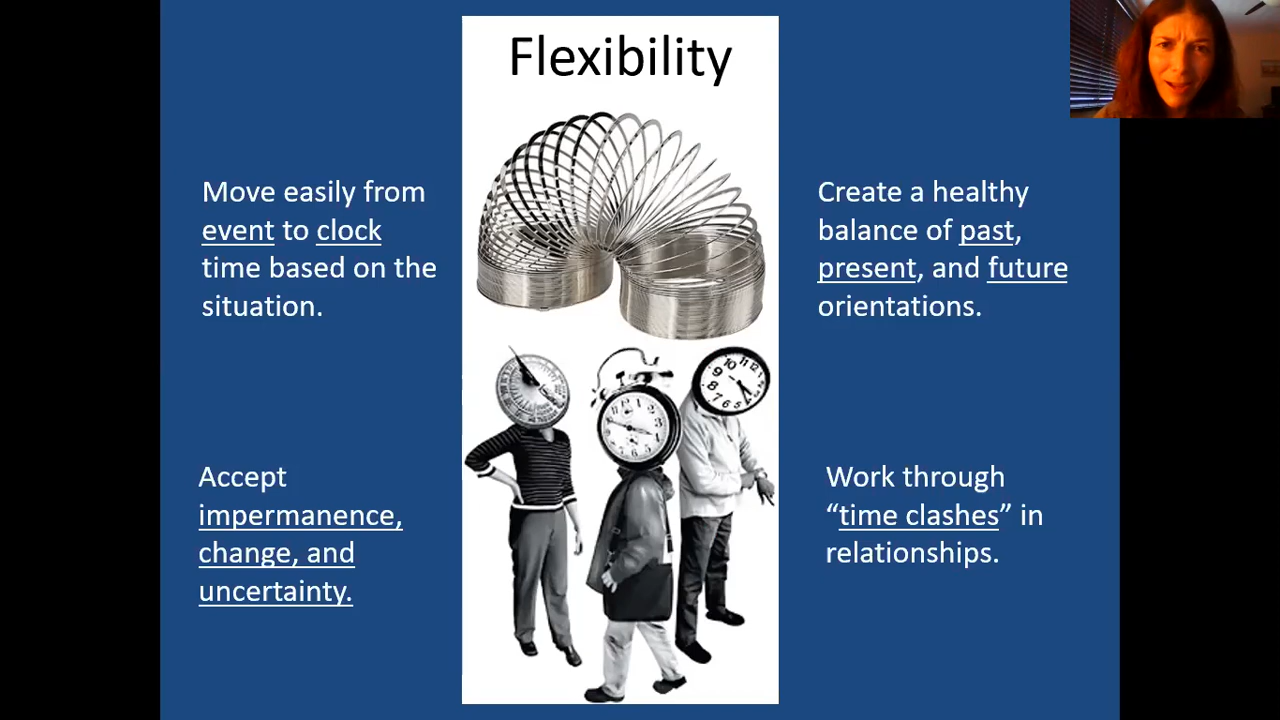 Flexibility
Move easily from
event to clock
time based on the
situation.
Create a healthy
balance of past,
present, and future
orientations.
Accept
impermanence,
change, and
uncertainty.
Work through
“time clashes” in
relationships.